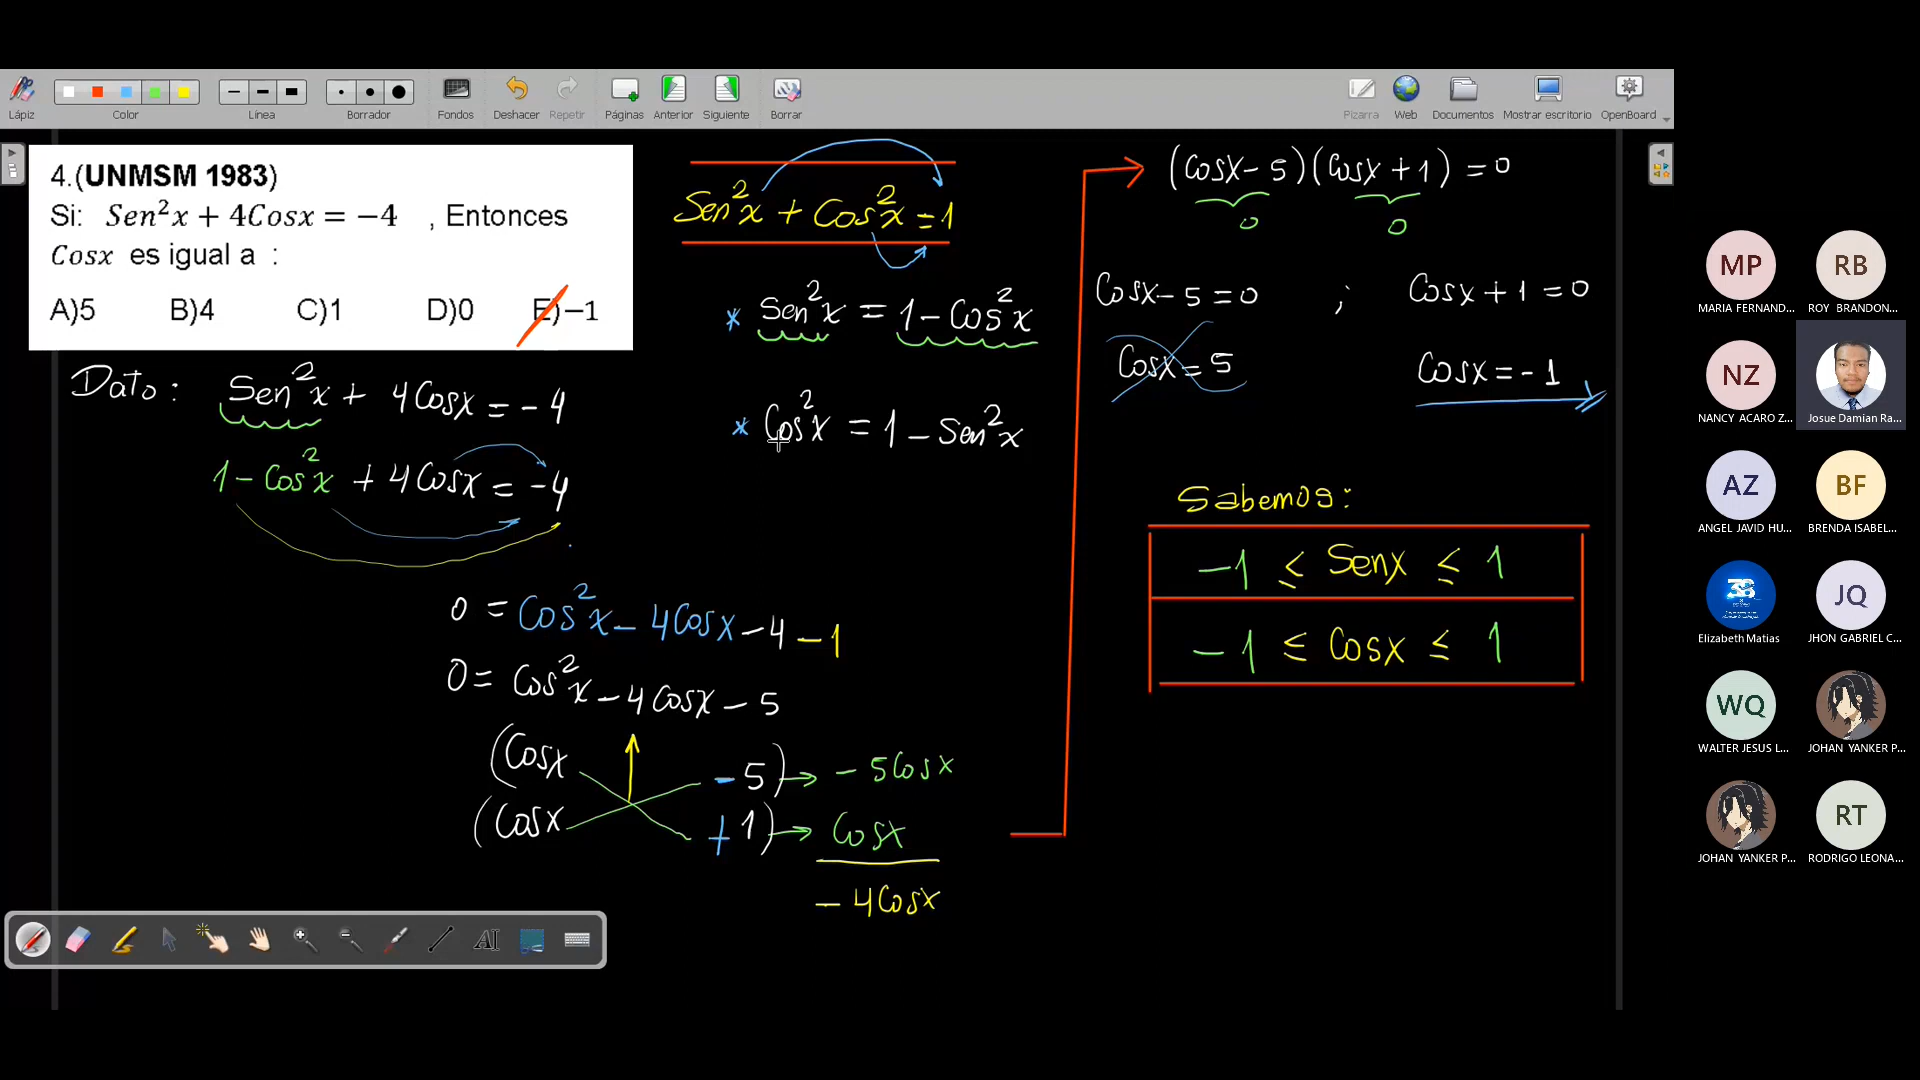 Lápiz
Color
Línea
Borrador
Fondos
Deshacer
Repetir
Páginas
Anterior
Siguiente
Borrar
Pizarra
Web
Documentos
Mostrar escritorio
OpenBoard
4.(UNMSM 1983)
Si: Sen²x + 4Cosx = −4 , Entonces
Cosx es igual a :
A)5 B)4 C)1 D)0 E)−1
Dato: Sen²x + 4Cosx = -4
1 - Cos²x + 4Cosx = -4
0 = Cos²x - 4Cosx - 4 - 1
0 = Cos²x - 4Cosx - 5
(Cosx - 5) → - 5Cosx
(Cosx + 1) → Cosx
- 4Cosx
Sen²x + Cos²x = 1
* Sen²x = 1 - Cos²x
* Cos²x = 1 - Sen²x
(Cosx - 5)(Cosx + 1) = 0
0 0
Cosx - 5 = 0 ; Cosx + 1 = 0
Cosx = 5 Cosx = -1
Sabemos:
-1 ≤ Senx ≤ 1
-1 ≤ Cosx ≤ 1
MP RB
MARIA FERNAND... ROY BRANDON...
NZ
NANCY ACARO Z... Josue Damian Ra...
AZ BF
ANGEL JAVID HU... BRENDA ISABEL...
JQ
Elizabeth Matias JHON GABRIEL C...
WQ
WALTER JESUS L... JOHAN YANKER P...
RT
JOHAN YANKER P... RODRIGO LEONA...
AI